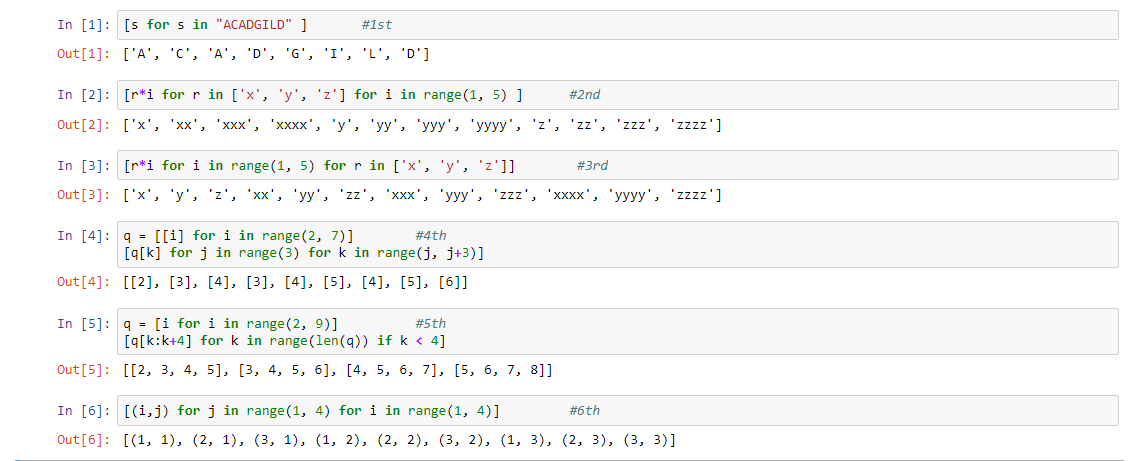 In [1]: [s for s in "ACADGILD" ] #1st
Out[1]: ['A', 'C', 'A', 'D', 'G', 'I', 'L', 'D']
In [2]: [r*i for r in ['x', 'y', 'z'] for i in range(1, 5) ] #2nd
Out[2]: ['x', 'xx', 'xxx', 'xxxx', 'y', 'yy', 'yyy', 'yyyy', 'z', 'zz', 'zzz', 'zzzz']
In [3]: [r*i for i in range(1, 5) for r in ['x', 'y', 'z']] #3rd
Out[3]: ['x', 'y', 'z', 'xx', 'yy', 'zz', 'xxx', 'yyy', 'zzz', 'xxxx', 'yyyy', 'zzzz']
In [4]: q = [[i] for i in range(2, 7)] #4th
[q[k] for j in range(3) for k in range(j, j+3)]
Out[4]: [[2], [3], [4], [3], [4], [5], [4], [5], [6]]
In [5]: q = [i for i in range(2, 9)] #5th
[q[k:k+4] for k in range(len(q)) if k < 4]
Out[5]: [[2, 3, 4, 5], [3, 4, 5, 6], [4, 5, 6, 7], [5, 6, 7, 8]]
In [6]: [(i,j) for j in range(1, 4) for i in range(1, 4)] #6th
Out[6]: [(1, 1), (2, 1), (3, 1), (1, 2), (2, 2), (3, 2), (1, 3), (2, 3), (3, 3)]